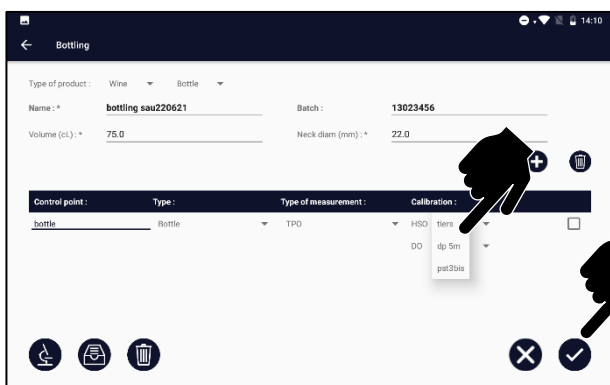 14:10
Bottling
Type of product : Wine Bottle
Name : * bottling sau220621 Batch : 13023456
Volume (cl.) : * 75.0 Neck diam (mm) : * 22.0
Control point : Type : Type of measurement : Calibration :
bottle Bottle TPO HSO tiers
DO dp 5m
pst3bis